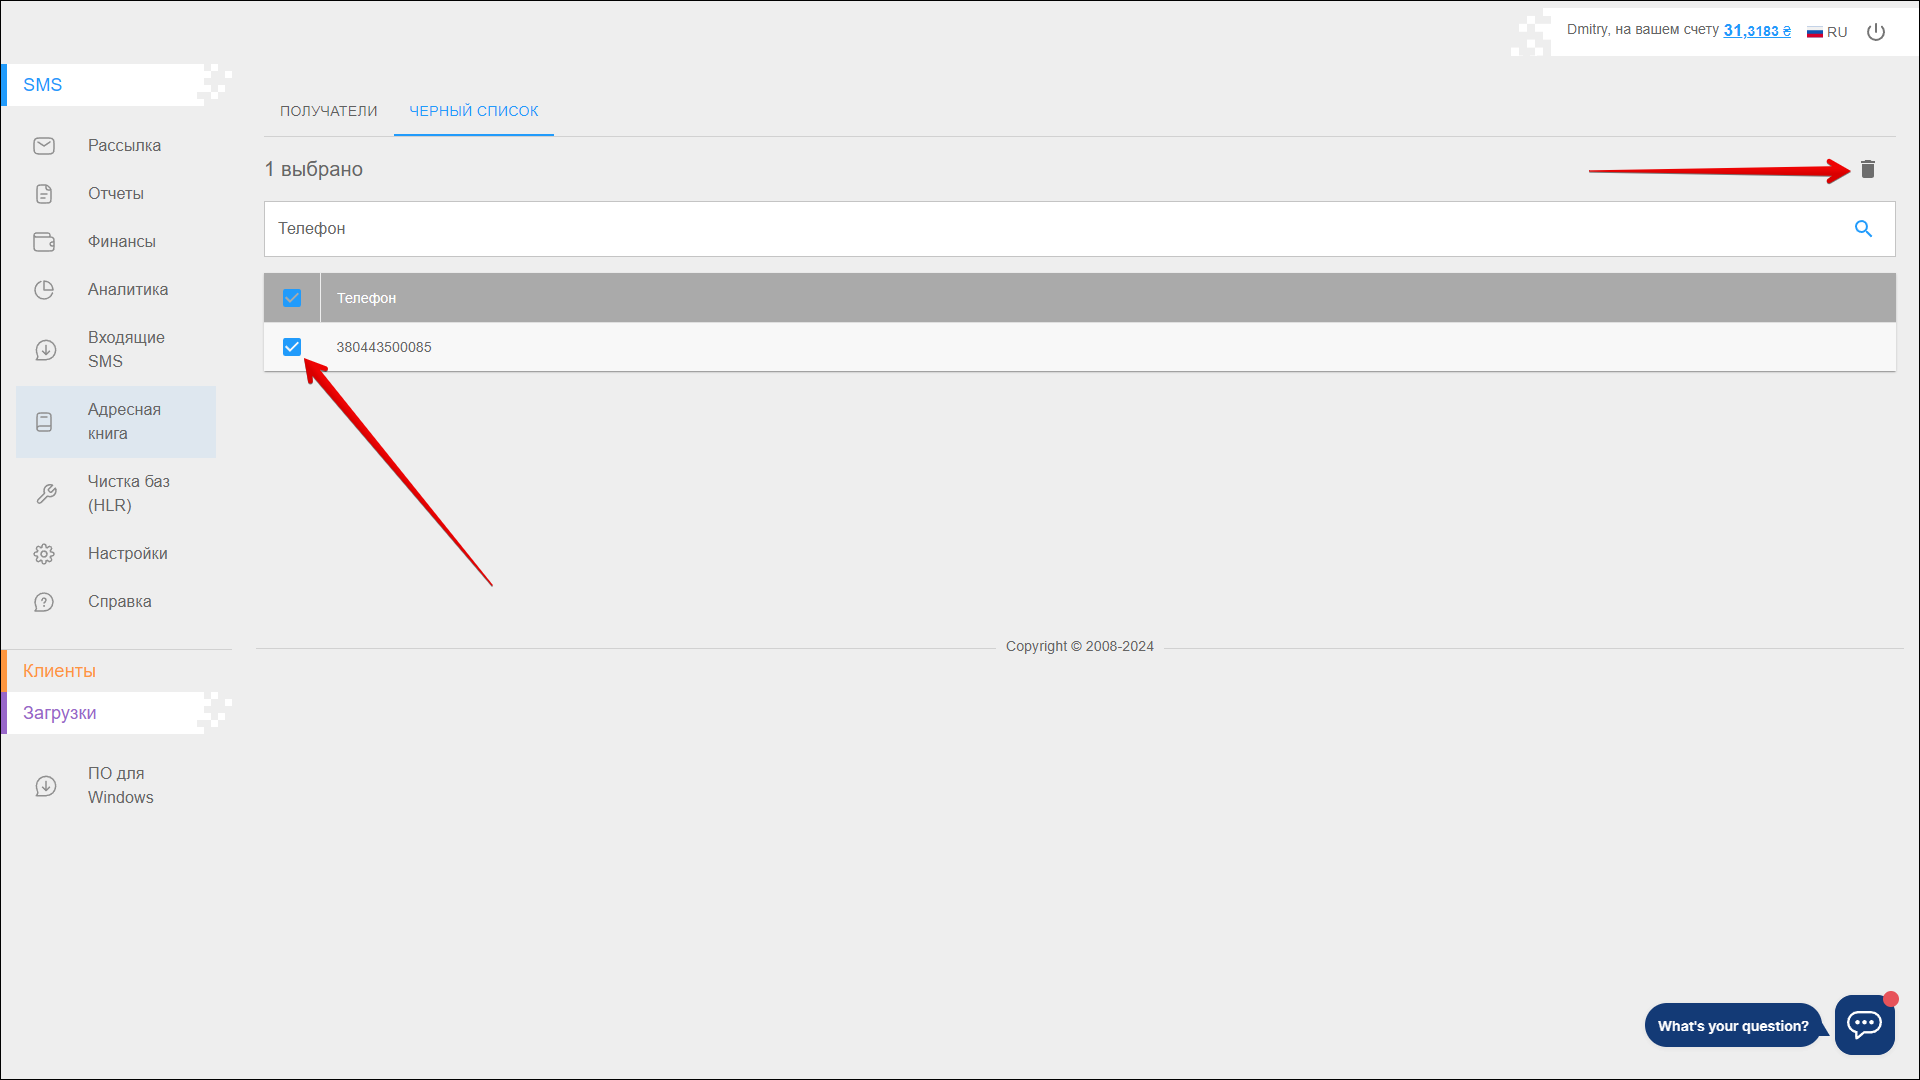 Dmitry, на вашем счету 31,3183 ₴
RU
SMS
Рассылка
Отчеты
Финансы
Аналитика
Входящие
SMS
Адресная
книга
Чистка баз
(HLR)
Настройки
Справка
Клиенты
Загрузки
ПО для
Windows
ПОЛУЧАТЕЛИ
ЧЕРНЫЙ СПИСОК
1 выбрано
Телефон
Телефон
380443500085
Copyright © 2008-2024
What's your question?